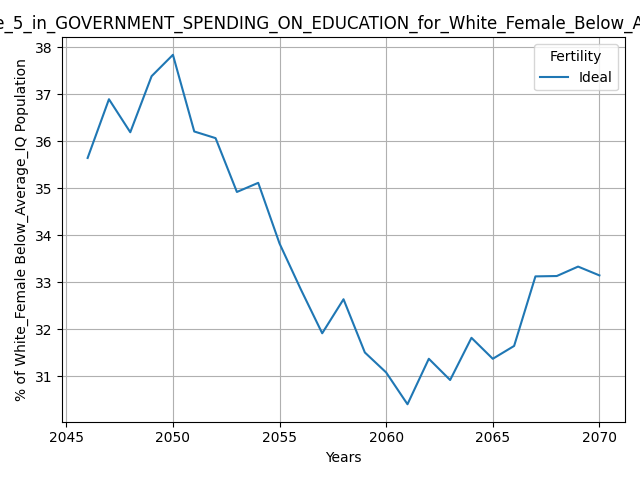 e_5_in_GOVERNMENT_SPENDING_ON_EDUCATION_for_White_Female_Below_A
Fertility
Ideal
% of White_Female Below_Average_IQ Population
38
37
36
35
34
33
32
31
2045
2050
2055
2060
2065
2070
Years